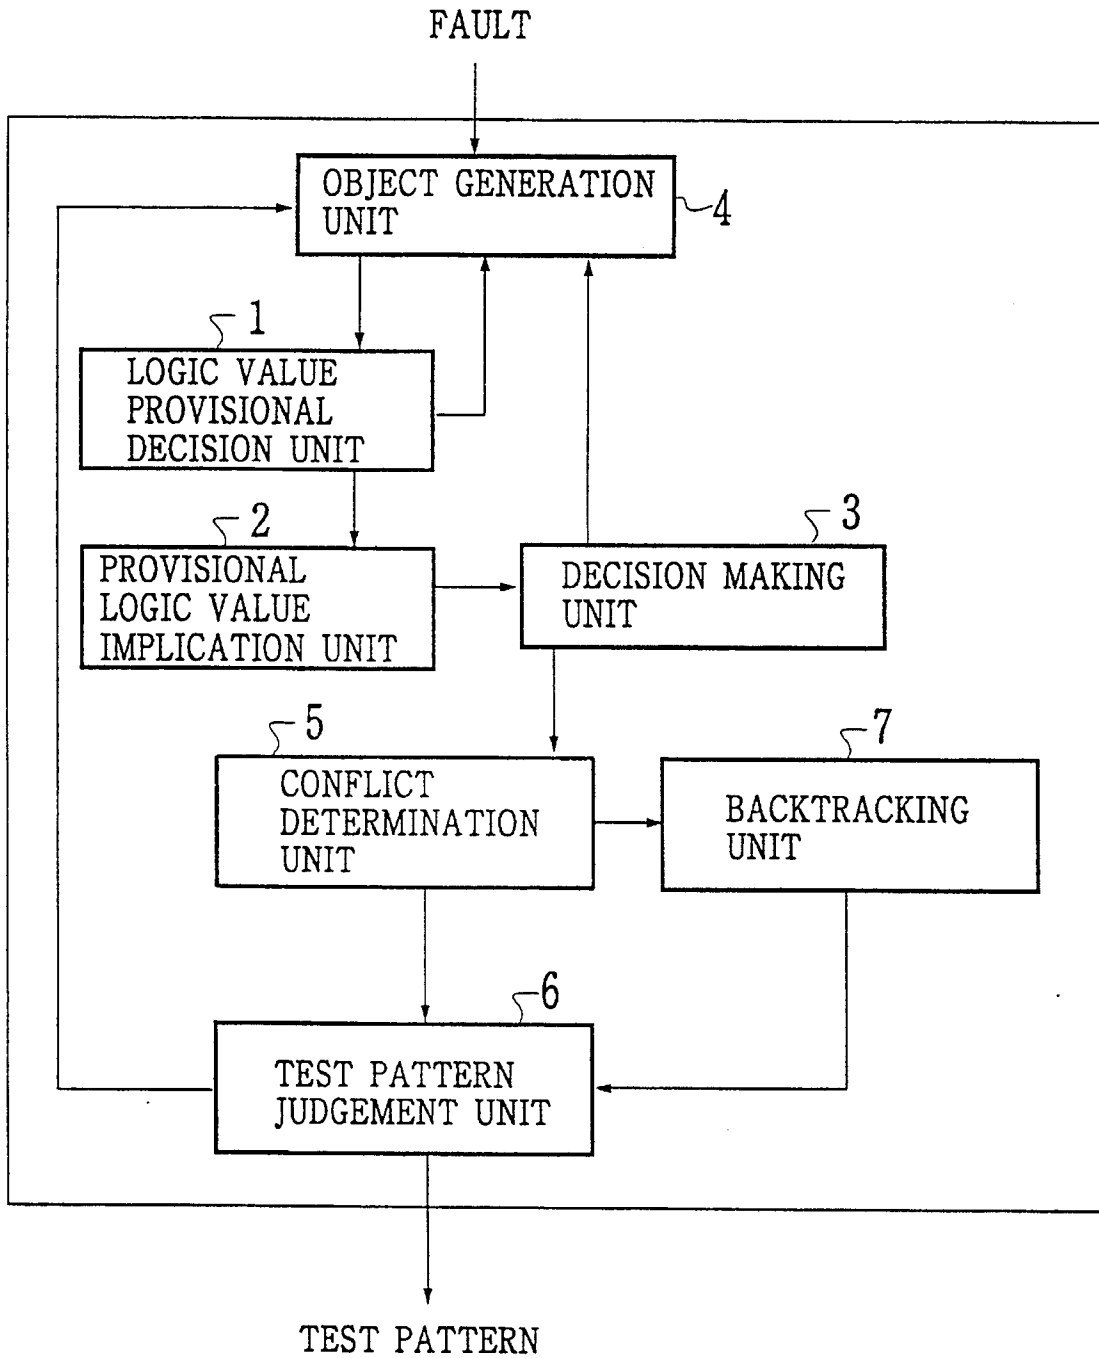 FAULT
OBJECT GENERATION
UNIT
4
1
LOGIC VALUE
PROVISIONAL
DECISION UNIT
2
PROVISIONAL
LOGIC VALUE
IMPLICATION UNIT
3
DECISION MAKING
UNIT
5
CONFLICT
DETERMINATION
UNIT
7
BACKTRACKING
UNIT
6
TEST PATTERN
JUDGEMENT UNIT
TEST PATTERN